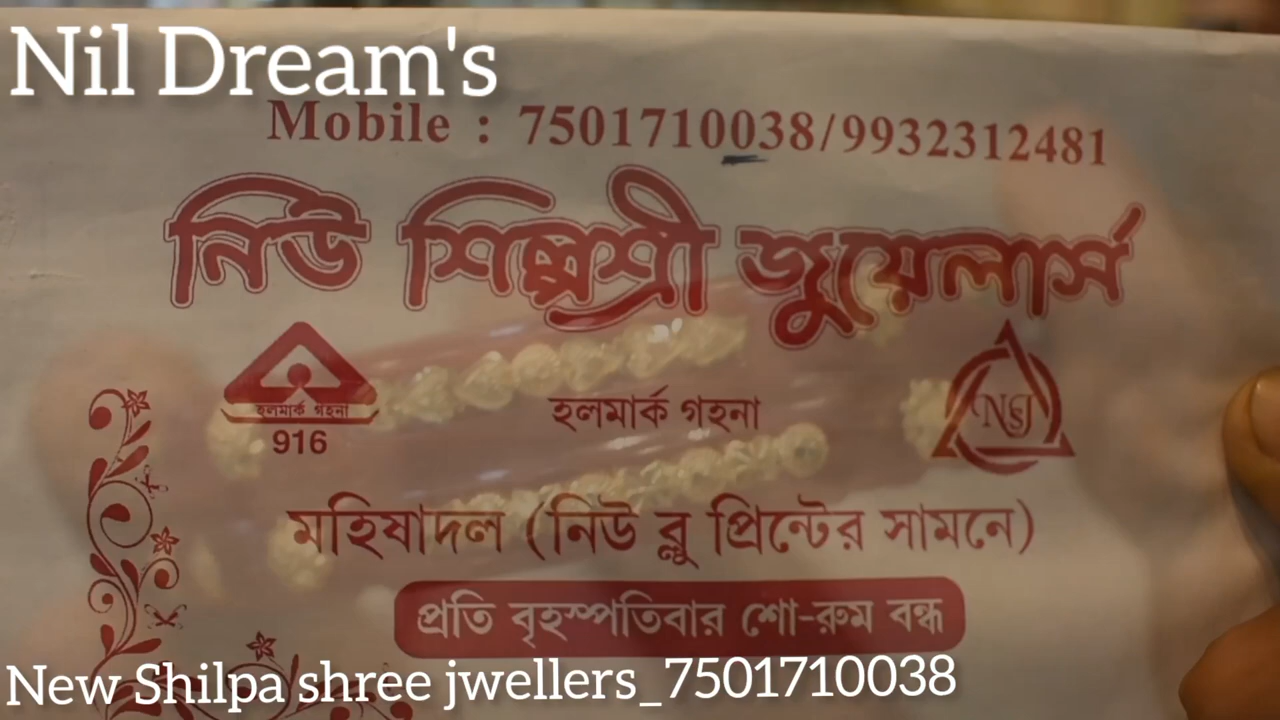 Nil Dream's
Mobile : 7501710038/9932312481
নিউ শিল্পশ্রী জুয়েলার্স
হলমার্ক গহনা
916
হলমার্ক গহনা
NSJ
মহিষাদল (নিউ ব্লু প্রিন্টের সামনে)
প্রতি বৃহস্পতিবার শো-রুম বন্ধ
New Shilpa shree jwellers_7501710038